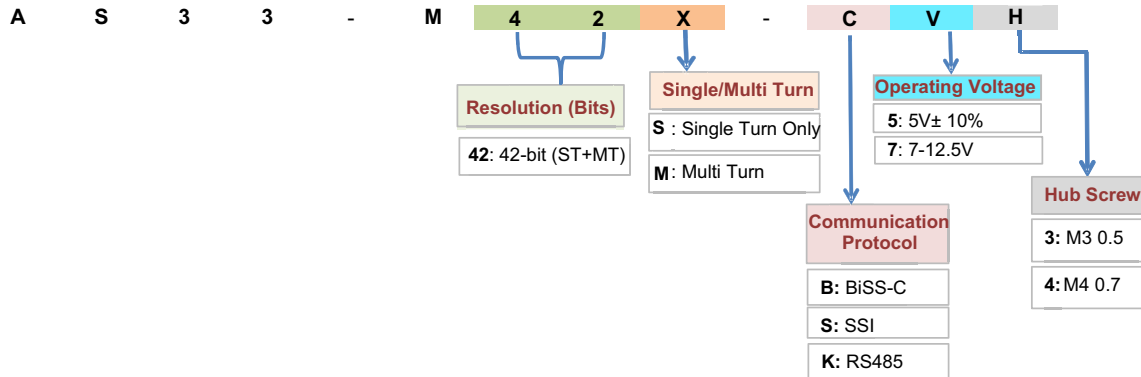 A S 3 3 - M 4 2 X - C V H
Resolution (Bits)
42: 42-bit (ST+MT)
Single/Multi Turn
S : Single Turn Only
M : Multi Turn
Communication
Protocol
B: BiSS-C
S: SSI
K: RS485
Operating Voltage
5: 5V± 10%
7: 7-12.5V
Hub Screw
3: M3 0.5
4: M4 0.7